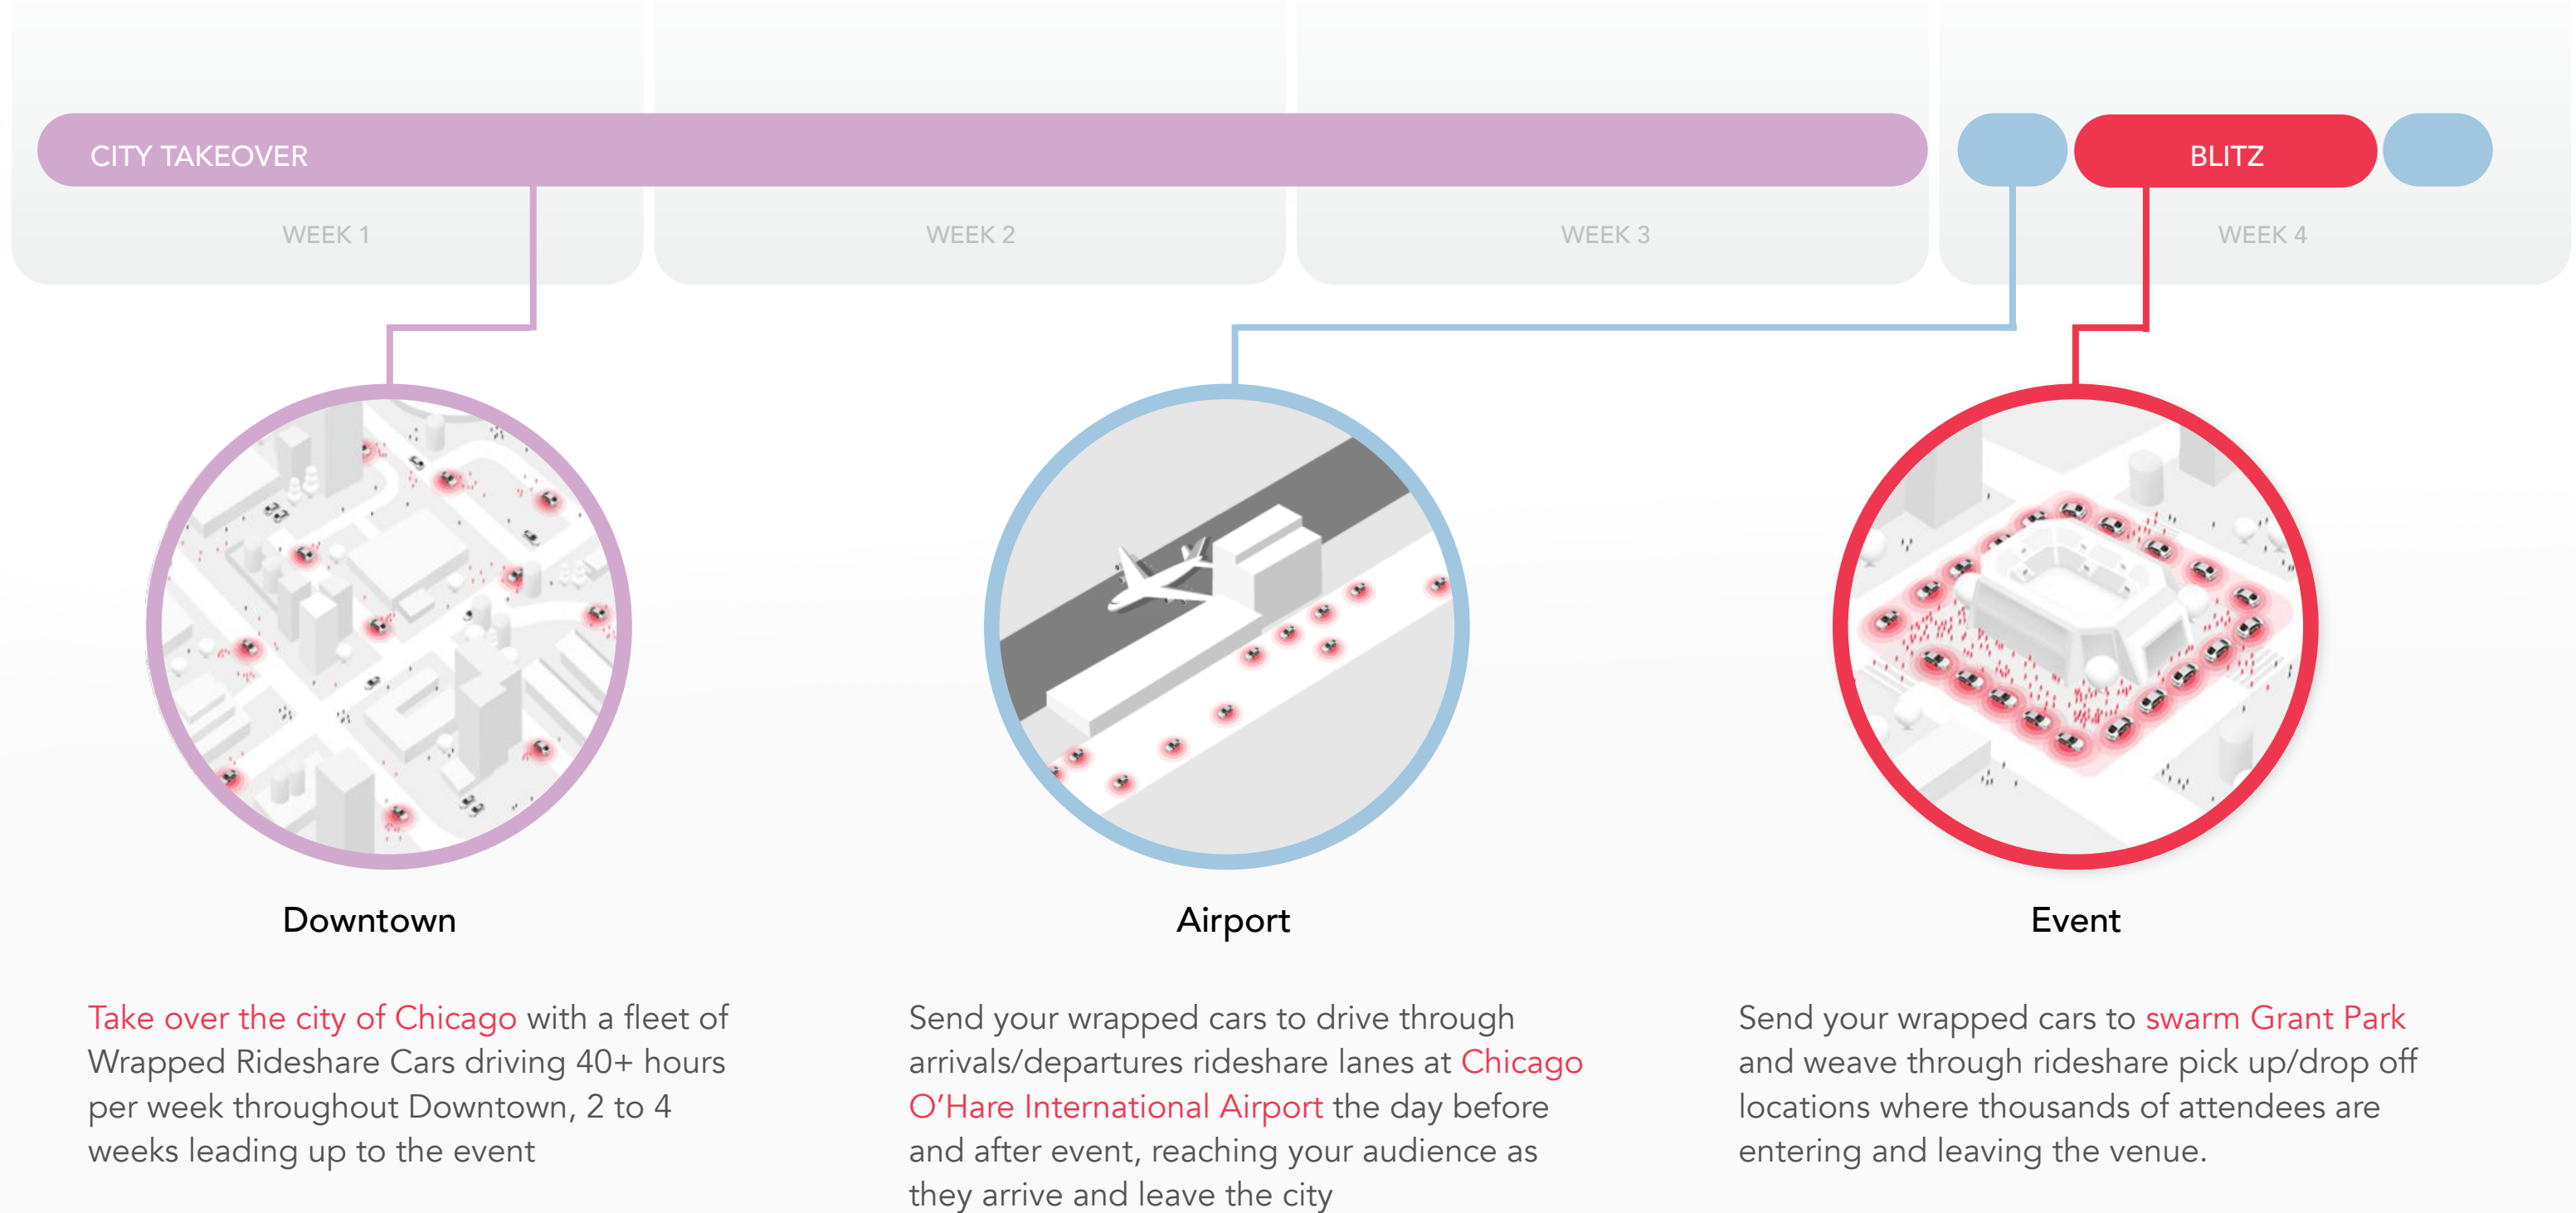 CITY TAKEOVER
BLITZ
WEEK 1
WEEK 2
WEEK 3
WEEK 4
Downtown
Take over the city of Chicago with a fleet of
Wrapped Rideshare Cars driving 40+ hours
per week throughout Downtown, 2 to 4
weeks leading up to the event
Airport
Send your wrapped cars to drive through
arrivals/departures rideshare lanes at Chicago
O’Hare International Airport the day before
and after event, reaching your audience as
they arrive and leave the city
Event
Send your wrapped cars to swarm Grant Park
and weave through rideshare pick up/drop off
locations where thousands of attendees are
entering and leaving the venue.